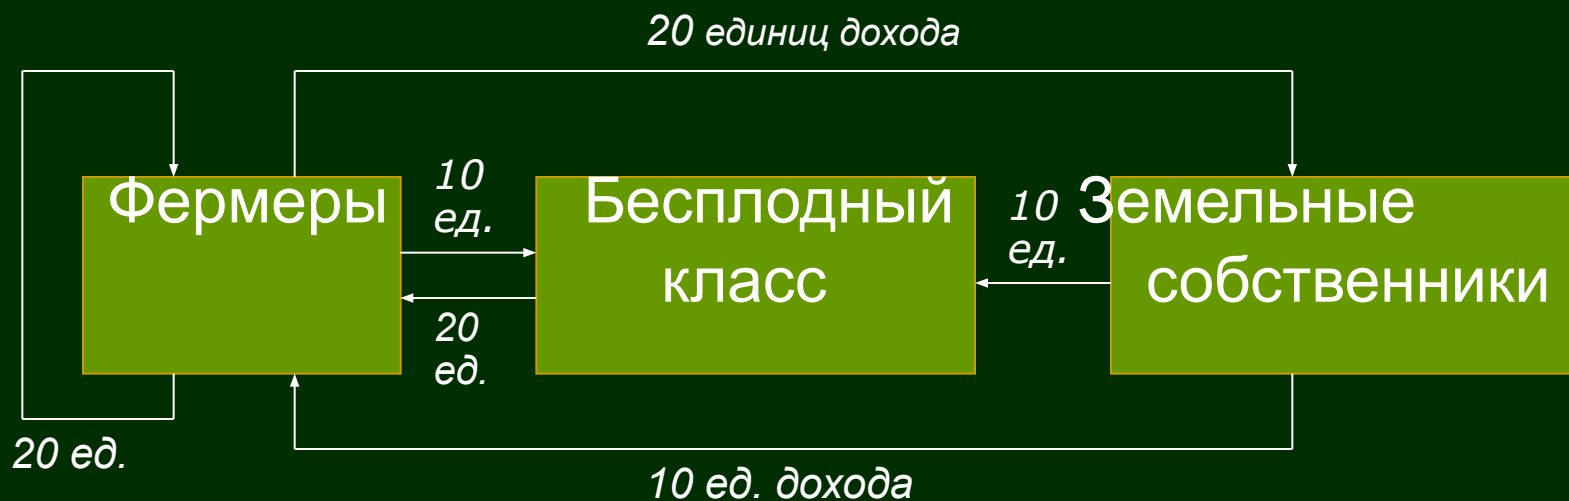 20 единиц дохода
Фермеры
10
ед.
20
ед.
Бесплодный
класс
10
ед.
Земельные
собственники
20 ед.
10 ед. дохода